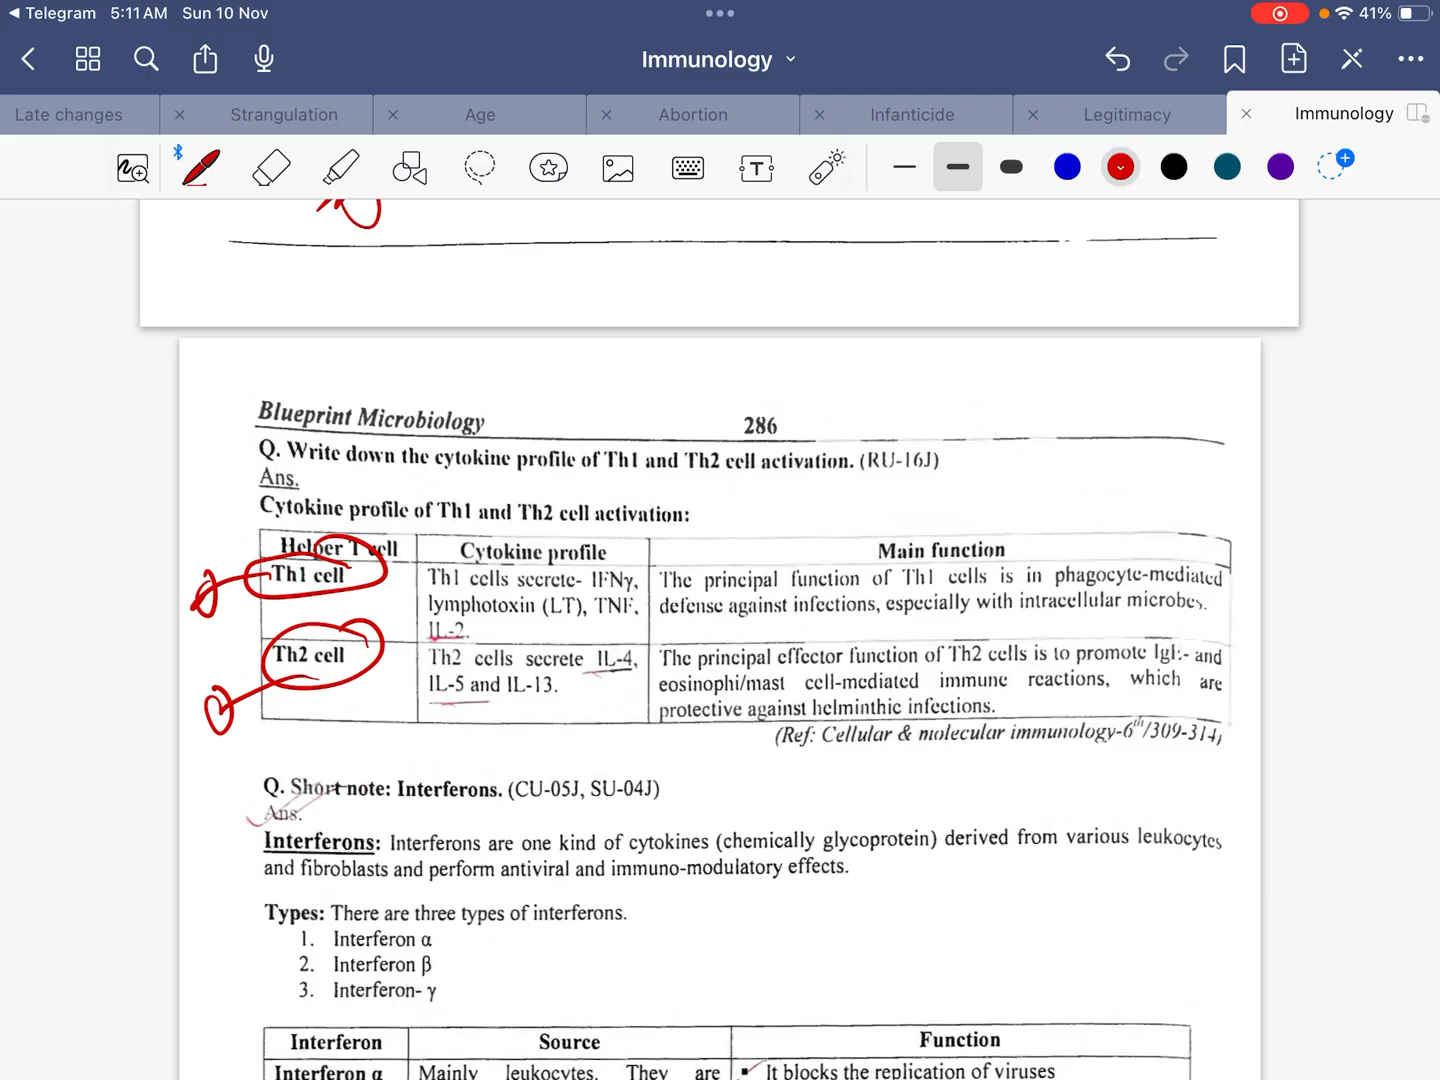 Telegram 5:11 AM Sun 10 Nov
41%
Immunology
Late changes
Strangulation
Age
Abortion
Infanticide
Legitimacy
Immunology
Blueprint Microbiology 286
Q. Write down the cytokine profile of Th1 and Th2 cell activation. (RU-16J)
Ans.
Cytokine profile of Th1 and Th2 cell activation:
Helper T cell Cytokine profile Main function
Th1 cell
Th1 cells secrete- IFNγ,
lymphotoxin (LT), TNF,
IL-2.
The principal function of Th1 cells is in phagocyte-mediated
defense against infections, especially with intracellular microbes.
Th2 cell
Th2 cells secrete IL-4,
IL-5 and IL-13.
The principal effector function of Th2 cells is to promote IgE- and
eosinophi/mast cell-mediated immune reactions, which are
protective against helminthic infections.
(Ref: Cellular & molecular immunology-6th/309-314)
Q. Short note: Interferons. (CU-05J, SU-04J)
Ans.
Interferons: Interferons are one kind of cytokines (chemically glycoprotein) derived from various leukocytes
and fibroblasts and perform antiviral and immuno-modulatory effects.
Types: There are three types of interferons.
1. Interferon α
2. Interferon β
3. Interferon- γ
Interferon Source Function
Interferon α Mainly leukocytes. They are ▪ It blocks the replication of viruses